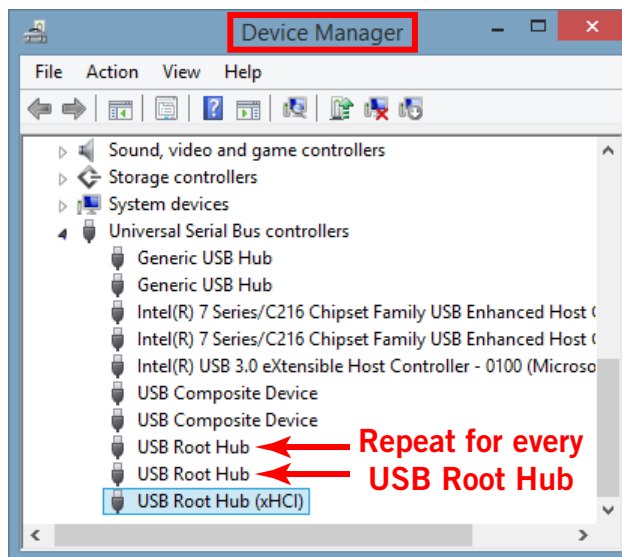 Device Manager
File Action View Help
Sound, video and game controllers
Storage controllers
System devices
Universal Serial Bus controllers
Generic USB Hub
Generic USB Hub
Intel(R) 7 Series/C216 Chipset Family USB Enhanced Host C
Intel(R) 7 Series/C216 Chipset Family USB Enhanced Host C
Intel(R) USB 3.0 eXtensible Host Controller - 0100 (Microso
USB Composite Device
USB Composite Device
USB Root Hub
USB Root Hub
USB Root Hub (xHCI)
Repeat for every
USB Root Hub